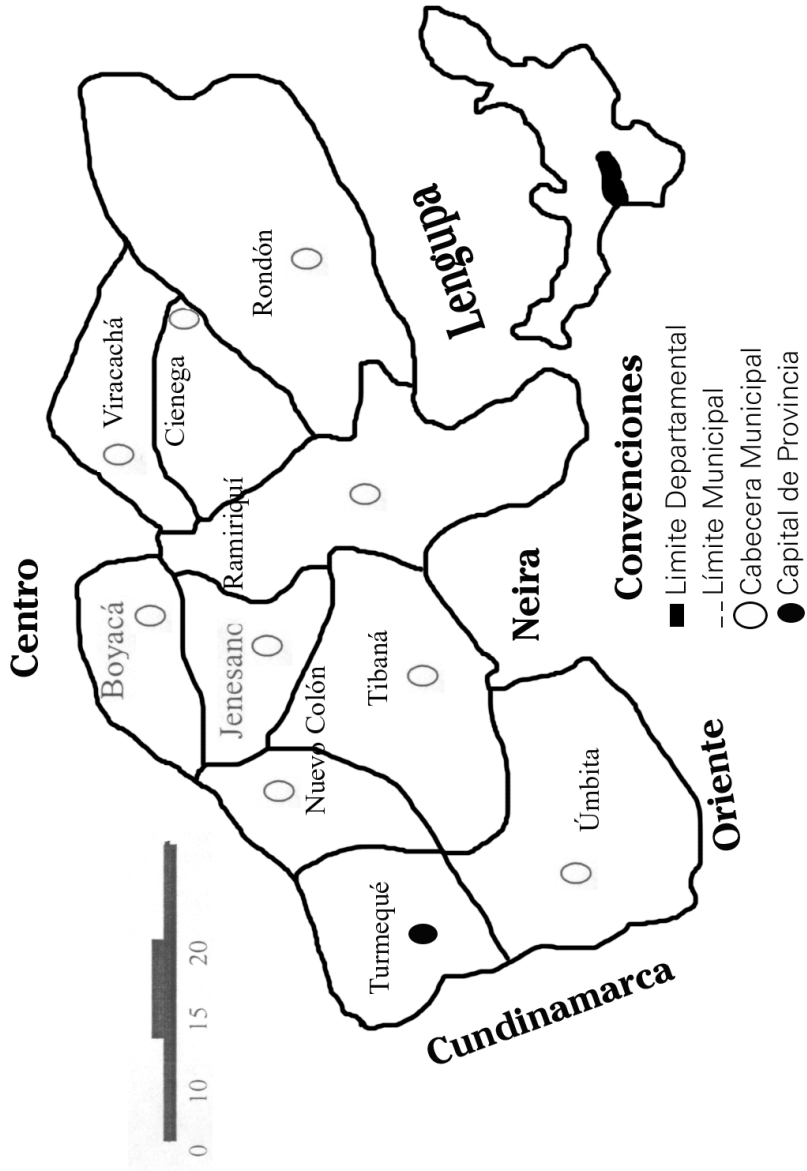 Centro
Boyacá
Viracachá
Cienega
0 10 15 20
Jenesanc
Ramiriquí
Rondón
Nuevo Colón
Turmequé
Tibaná
Lengupa
Cundinamarca
Neira
Úmbita
Oriente
Convenciones
Limite Departamental
Límite Municipal
Cabecera Municipal
Capital de Provincia